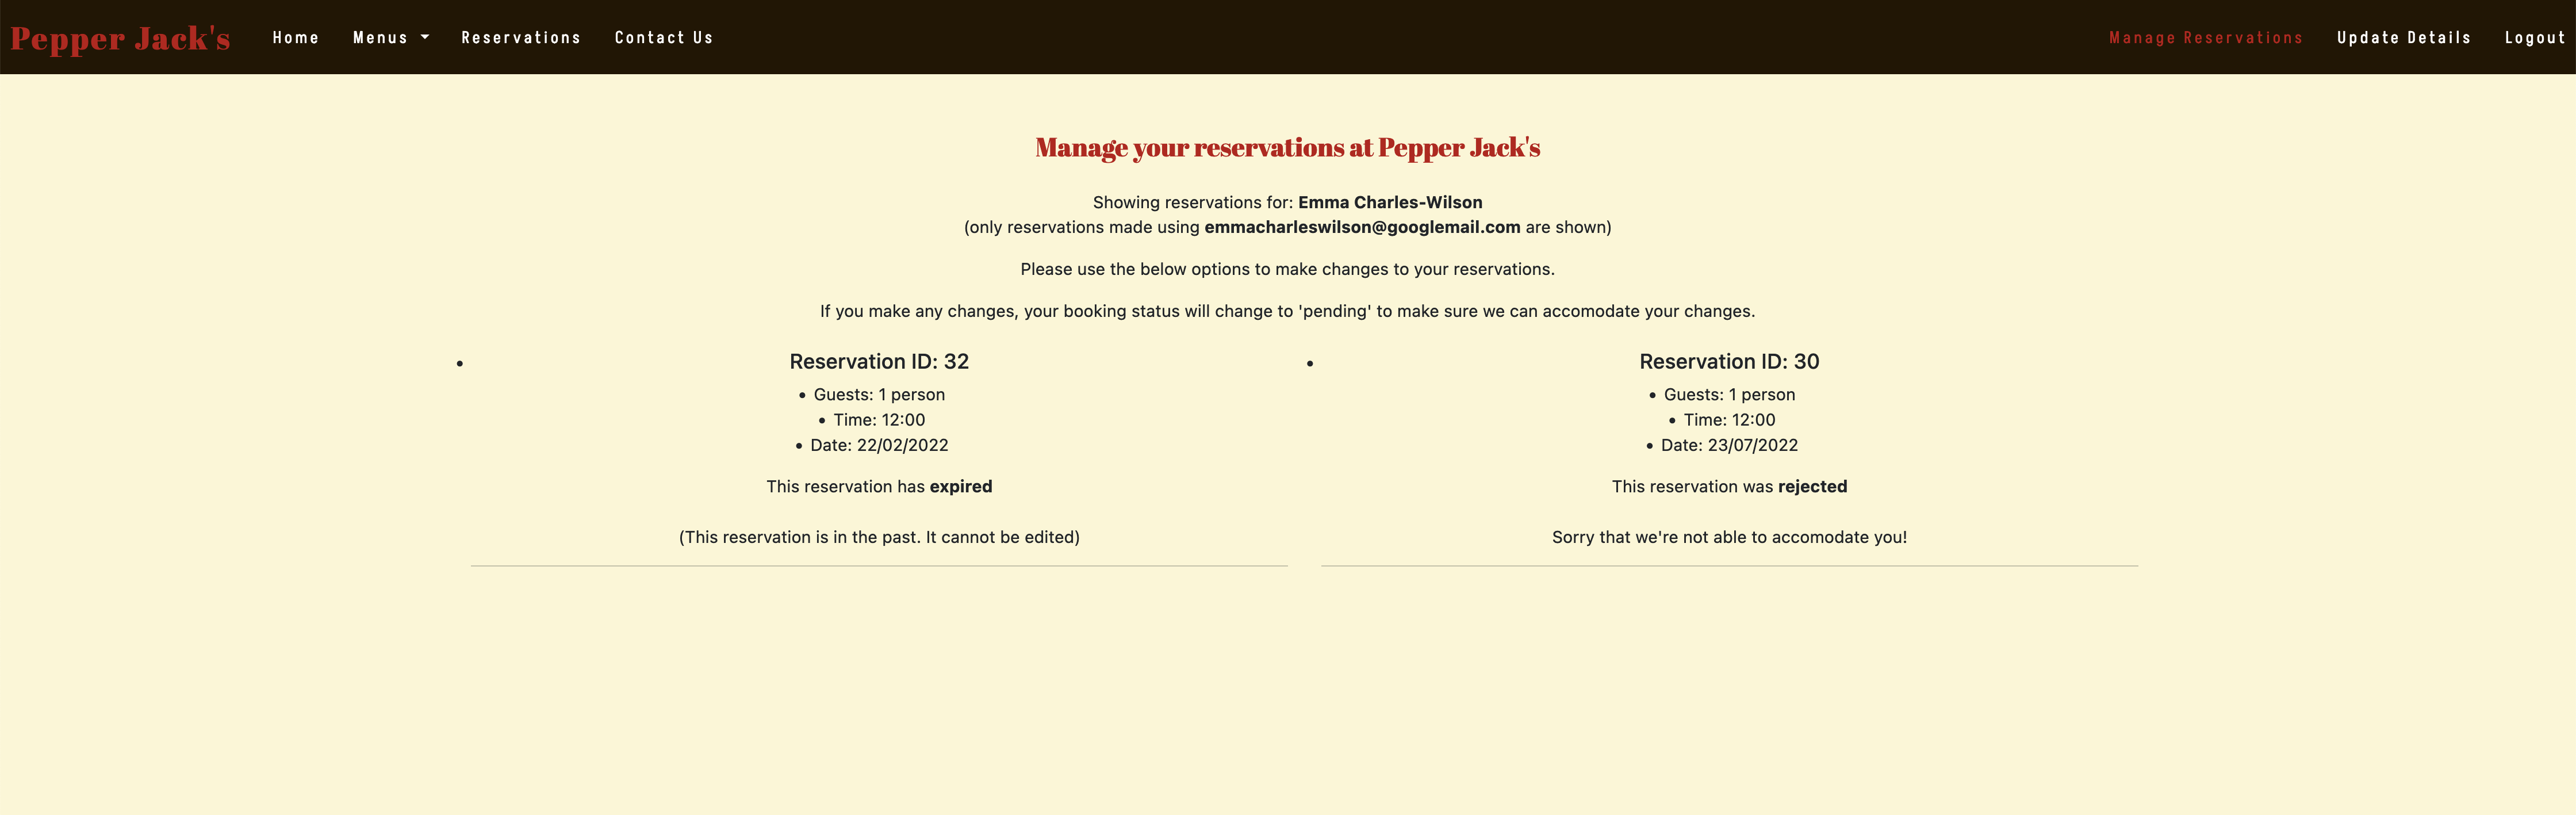 Pepper Jack's
Home
Menus
Reservations
Contact Us
Manage Reservations
Update Details
Logout
Manage your reservations at Pepper Jack's
Showing reservations for: Emma Charles-Wilson
(only reservations made using emmacharleswilson@googlemail.com are shown)
Please use the below options to make changes to your reservations.
If you make any changes, your booking status will change to 'pending' to make sure we can accomodate your changes.
Reservation ID: 32
Guests: 1 person
Time: 12:00
Date: 22/02/2022
This reservation has expired
(This reservation is in the past. It cannot be edited)
Reservation ID: 30
Guests: 1 person
Time: 12:00
Date: 23/07/2022
This reservation was rejected
Sorry that we're not able to accomodate you!